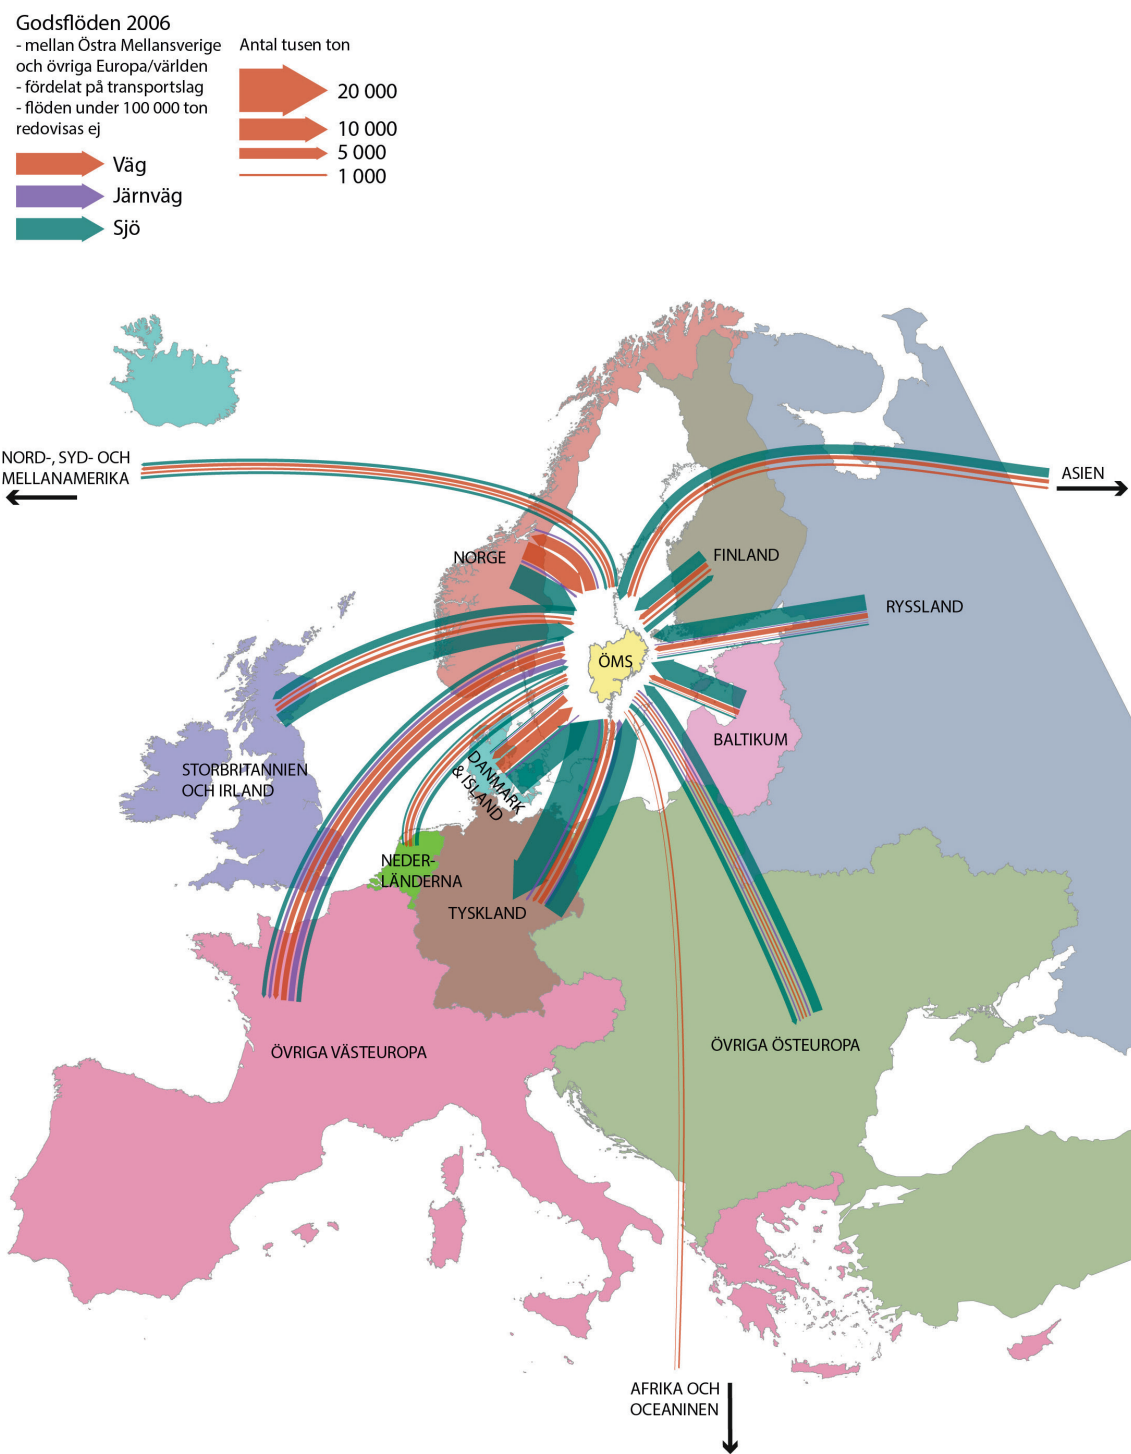 Godsflöden 2006
- mellan Östra Mellansverige
och övriga Europa/världen
- fördelat på transportslag
- flöden under 100 000 ton
redovisas ej
Väg
Järnväg
Sjö
Antal tusen ton
20 000
10 000
5 000
1 000
NORD-, SYD- OCH
MELLANAMERIKA
ASIEN
NORGE
FINLAND
RYSSLAND
ÖMS
BALTIKUM
STORBRITANNIEN
OCH IRLAND
DANMARK
& ISLAND
NEDER-
LÄNDERNA
TYSKLAND
ÖVRIGA VÄSTEUROPA
ÖVRIGA ÖSTEUROPA
AFRIKA OCH
OCEANINEN